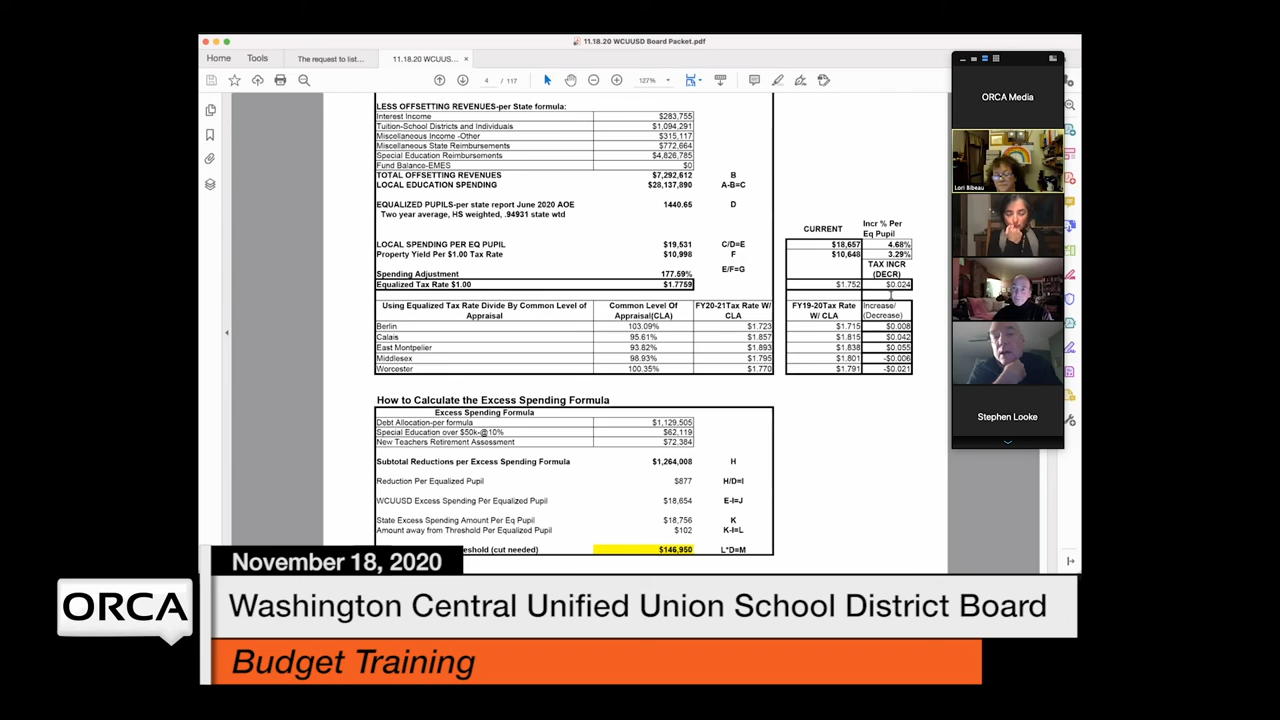 11.18.20 WCUUSD Board Packet.pdf
Home Tools The request to list... 11.18.20 WCUUS... ×
4 / 117 127%
LESS OFFSETTING REVENUES-per State formula:
Interest Income $283,755
Tuition-School Districts and Individuals $1,094,291
Miscellaneous Income -Other $315,117
Miscellaneous State Reimbursements $772,664
Special Education Reimbursements $4,826,785
Fund Balance-EMES $0
TOTAL OFFSETTING REVENUES $7,292,612 B
LOCAL EDUCATION SPENDING $28,137,890 A-B=C
EQUALIZED PUPILS-per state report June 2020 AOE 1440.65 D
Two year average, HS weighted, .94931 state wtd
CURRENT Incr % Per
Eq Pupil
LOCAL SPENDING PER EQ PUPIL $19,531 C/D=E $18,657 4.68%
Property Yield Per $1.00 Tax Rate $10,998 F $10,648 3.29%
TAX INCR
(DECR)
Spending Adjustment 177.59% E/F=G
Equalized Tax Rate $1.00 $1.7759 $1.752 $0.024
Using Equalized Tax Rate Divide By Common Level of
Appraisal
Common Level Of
Appraisal(CLA)
FY20-21Tax Rate W/
CLA
FY19-20Tax Rate
W/ CLA
Increase/
(Decrease)
Berlin 103.09% $1.723 $1.715 $0.008
Calais 95.61% $1.857 $1.815 $0.042
East Montpelier 93.82% $1.893 $1.838 $0.055
Middlesex 98.93% $1.795 $1.801 -$0.006
Worcester 100.35% $1.770 $1.791 -$0.021
How to Calculate the Excess Spending Formula
Excess Spending Formula
Debt Allocation-per formula $1,129,505
Special Education over $50k-@10% $62,119
New Teachers Retirement Assessment $72,384
Subtotal Reductions per Excess Spending Formula $1,264,008 H
Reduction Per Equalized Pupil $877 H/D=I
WCUUSD Excess Spending Per Equalized Pupil $18,654 E-I=J
State Excess Spending Amount Per Eq Pupil $18,756 K
Amount away from Threshold Per Equalized Pupil $102 K-I=L
eshold (cut needed) $146,950 L*D=M
ORCA Media
Lori Bibeau
Stephen Looke
November 18, 2020
ORCA
Washington Central Unified Union School District Board
Budget Training